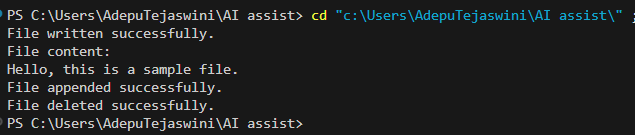 PS C:\Users\AdepuTejaswini\AI assist> cd "c:\Users\AdepuTejaswini\AI assist\" ;
File written successfully.
File content:
Hello, this is a sample file.
File appended successfully.
File deleted successfully.
PS C:\Users\AdepuTejaswini\AI assist>